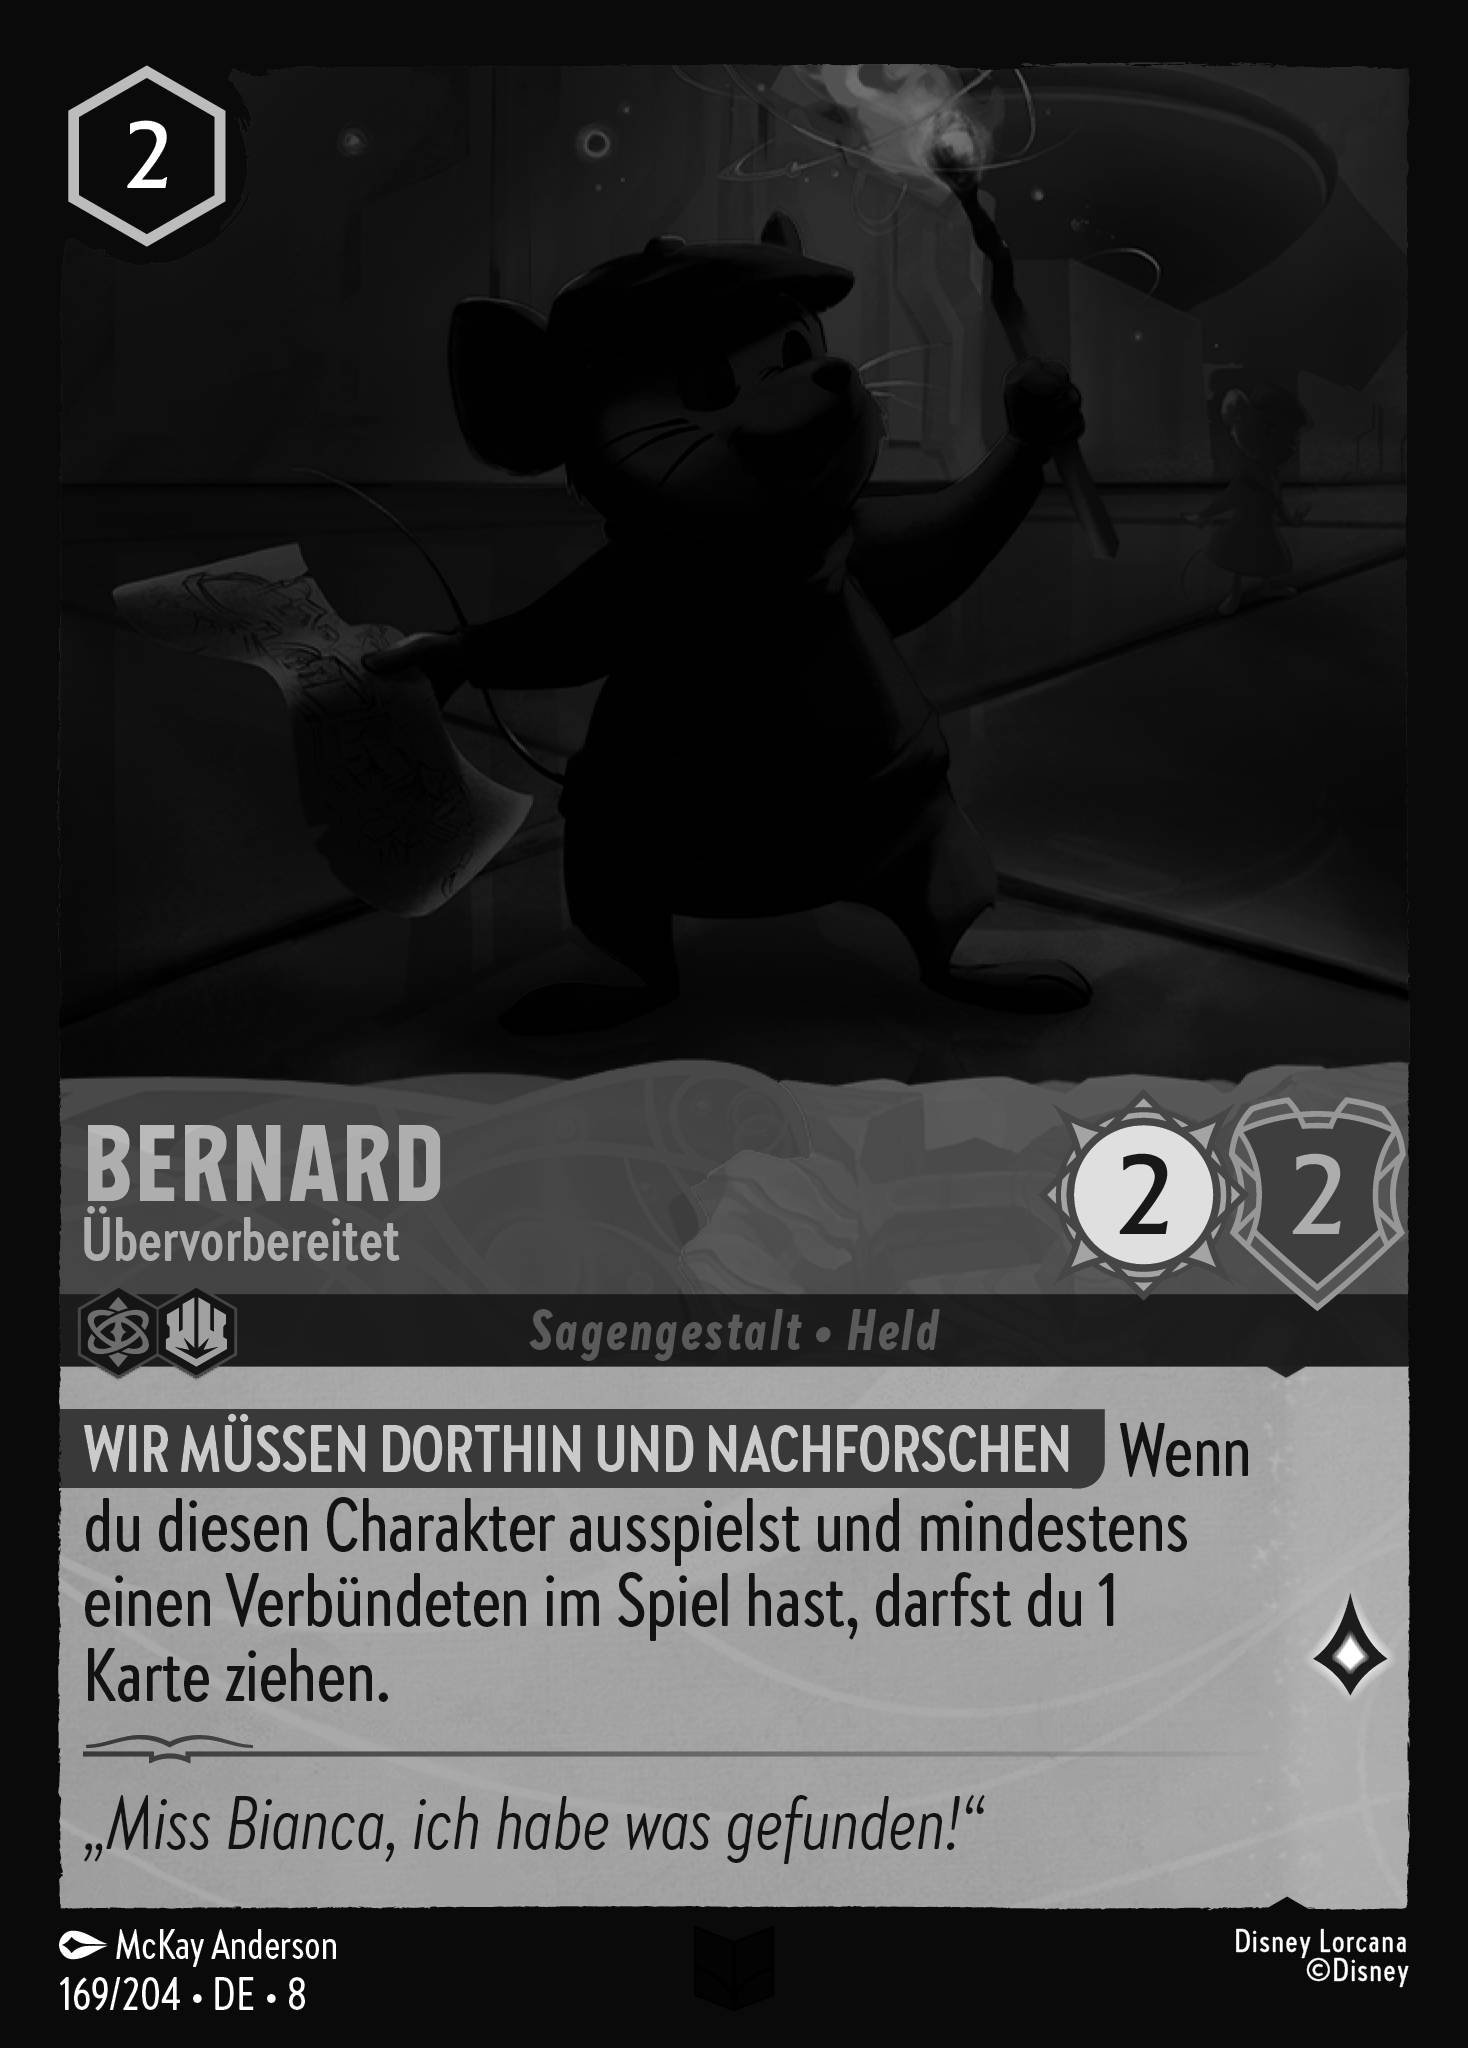 2
BERNARD
Übervorbereitet
2
2
Sagengestalt • Held
WIR MÜSSEN DORTHIN UND NACHFORSCHEN Wenn
du diesen Charakter ausspielst und mindestens
einen Verbündeten im Spiel hast, darfst du 1
Karte ziehen.
„Miss Bianca, ich habe was gefunden!“
McKay Anderson
169/204 • DE • 8
Disney Lorcana
©Disney